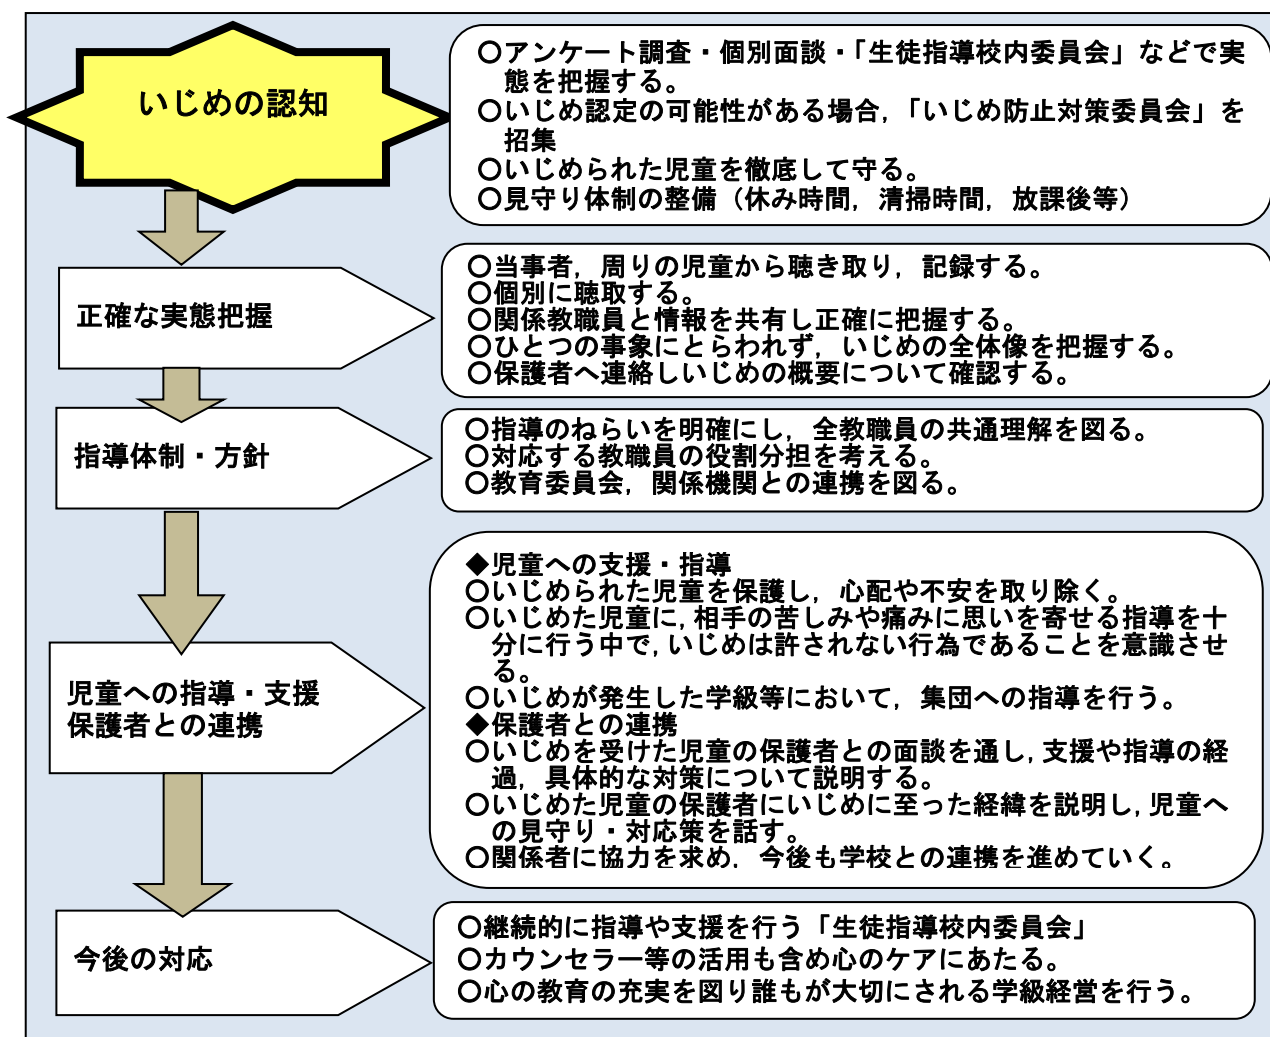 いじめの認知
〇アンケート調査・個別面談・「生徒指導校内委員会」などで実
態を把握する。
〇いじめ認定の可能性がある場合，「いじめ防止対策委員会」を
招集
〇いじめられた児童を徹底して守る。
〇見守り体制の整備（休み時間，清掃時間，放課後等）
正確な実態把握
〇当事者，周りの児童から聴き取り，記録する。
〇個別に聴取する。
〇関係教職員と情報を共有し正確に把握する。
〇ひとつの事象にとらわれず，いじめの全体像を把握する。
〇保護者へ連絡しいじめの概要について確認する。
指導体制・方針
〇指導のねらいを明確にし，全教職員の共通理解を図る。
〇対応する教職員の役割分担を考える。
〇教育委員会，関係機関との連携を図る。
児童への指導・支援
保護者との連携
◆児童への支援・指導
〇いじめられた児童を保護し，心配や不安を取り除く。
〇いじめた児童に，相手の苦しみや痛みに思いを寄せる指導を十
分に行う中で，いじめは許されない行為であることを意識させ
る。
〇いじめが発生した学級等において，集団への指導を行う。
◆保護者との連携
〇いじめを受けた児童の保護者との面談を通し，支援や指導の経
過，具体的な対策について説明する。
〇いじめた児童の保護者にいじめに至った経緯を説明し，児童へ
の見守り・対応策を話す。
〇関係者に協力を求め，今後も学校との連携を進めていく。
今後の対応
〇継続的に指導や支援を行う「生徒指導校内委員会」
〇カウンセラー等の活用も含め心のケアにあたる。
〇心の教育の充実を図り誰もが大切にされる学級経営を行う。